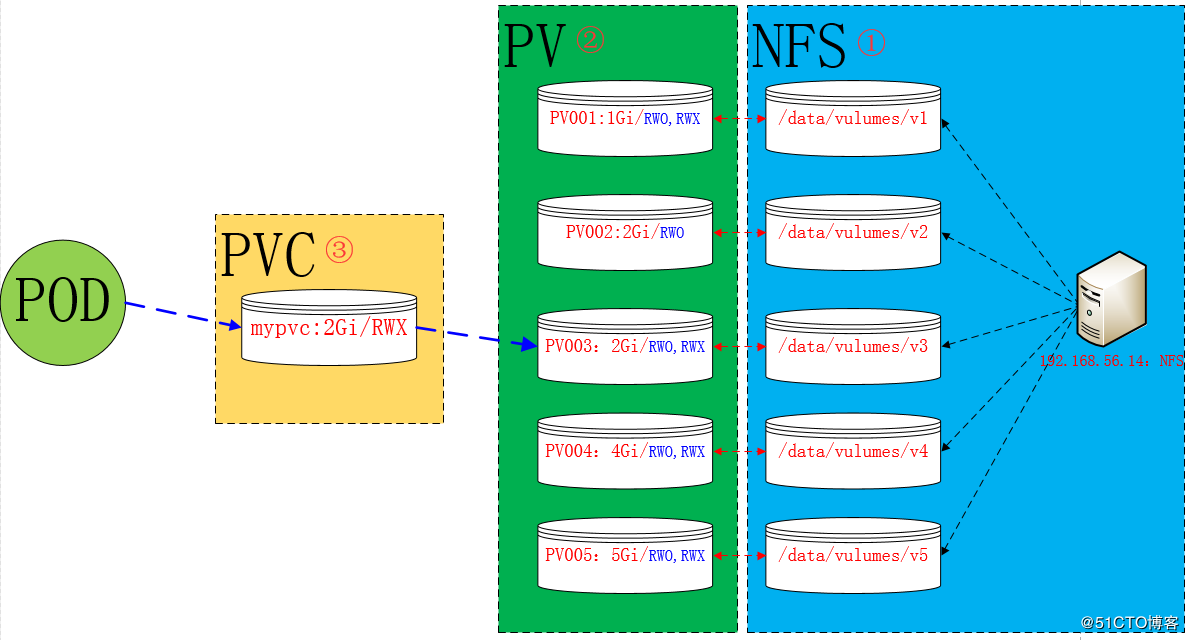 POD
PVC ③
mypvc:2Gi/RWX
PV ②
PV001:1Gi/RWO,RWX
PV002:2Gi/RWO
PV003: 2Gi/RWO,RWX
PV004: 4Gi/RWO,RWX
PV005: 5Gi/RWO,RWX
NFS ①
/data/vulumes/v1
/data/vulumes/v2
/data/vulumes/v3
/data/vulumes/v4
/data/vulumes/v5
192.168.56.14: NFS
@51CTO博客